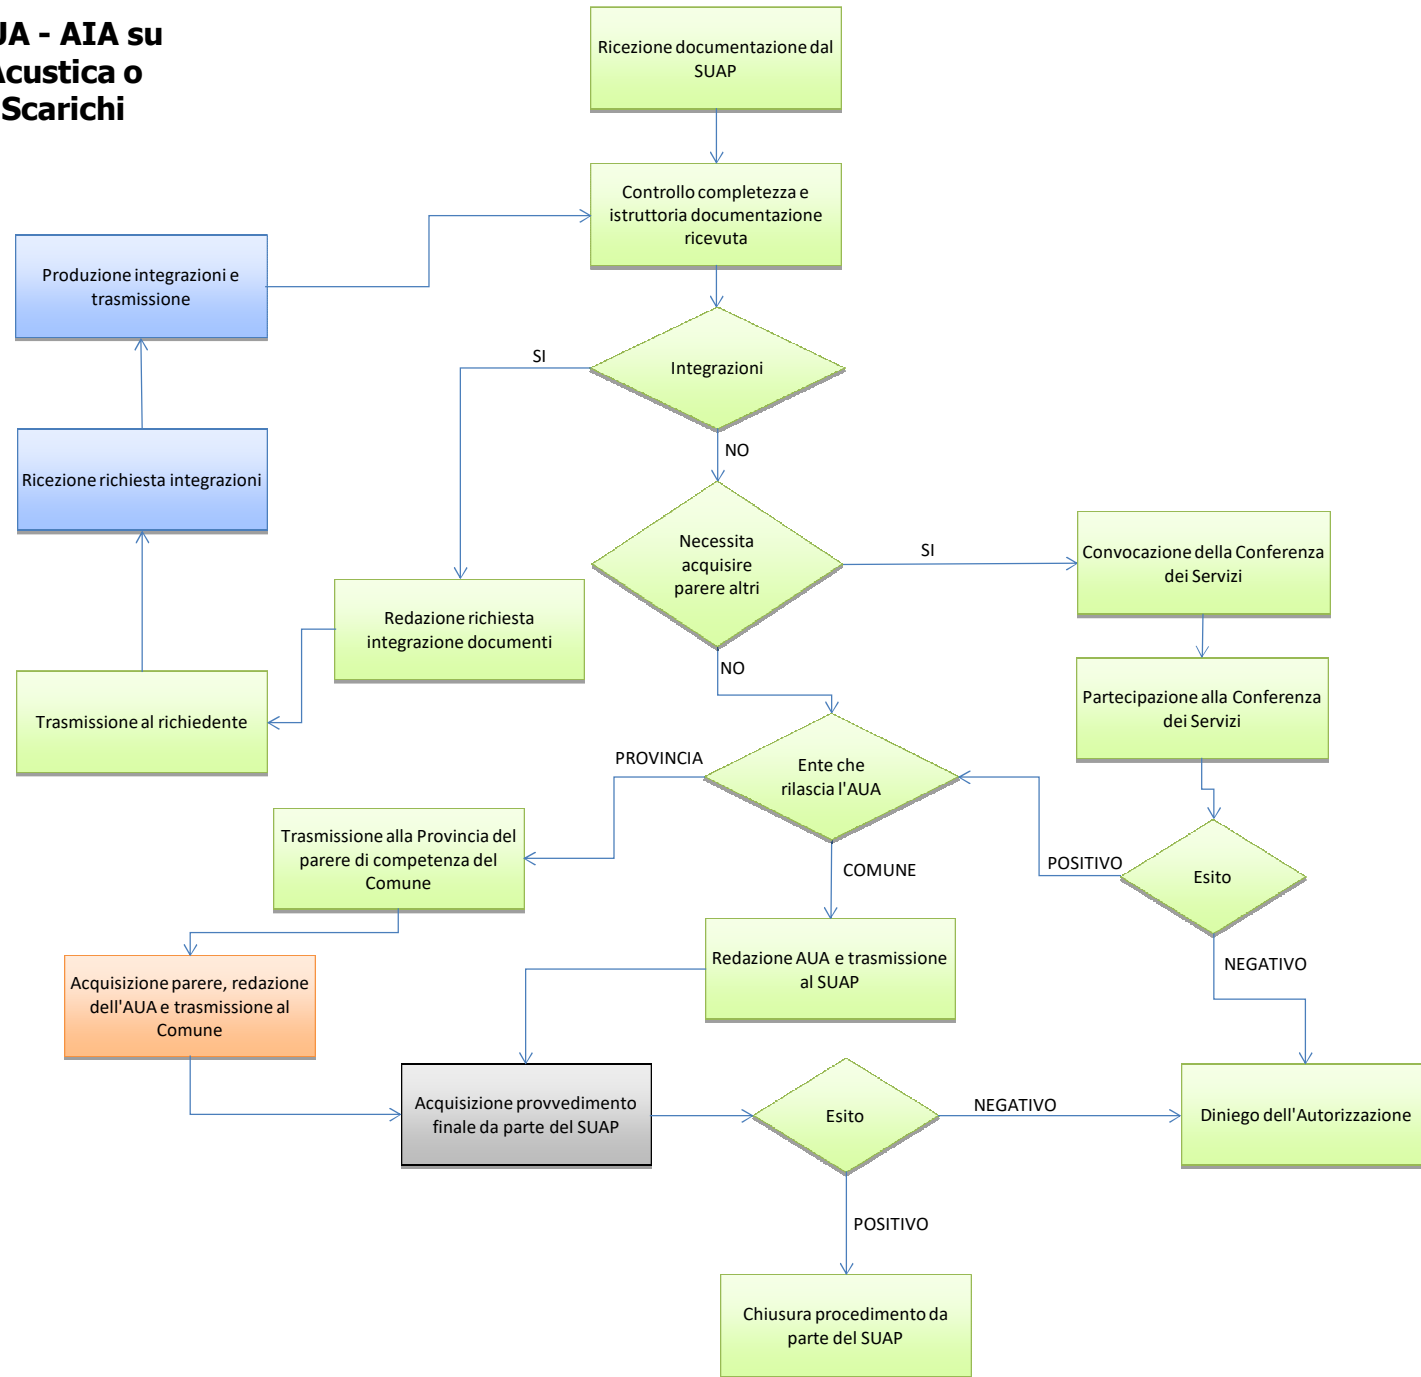 UA - AIA su
Acustica o
Scarichi
Ricezione documentazione dal
SUAP
Controllo completezza e
istruttoria documentazione
ricevuta
Produzione integrazioni e
trasmissione
SI
Integrazioni
NO
Ricezione richiesta integrazioni
Necessita
acquisire
parere altri
SI
Convocazione della Conferenza
dei Servizi
Redazione richiesta
integrazione documenti
NO
Trasmissione al richiedente
Partecipazione alla Conferenza
dei Servizi
PROVINCIA
Ente che
rilascia l'AUA
Trasmissione alla Provincia del
parere di competenza del
Comune
COMUNE
POSITIVO
Esito
Redazione AUA e trasmissione
al SUAP
NEGATIVO
Acquisizione parere, redazione
dell'AUA e trasmissione al
Comune
Acquisizione provvedimento
finale da parte del SUAP
Esito
NEGATIVO
Diniego dell'Autorizzazione
POSITIVO
Chiusura procedimento da
parte del SUAP